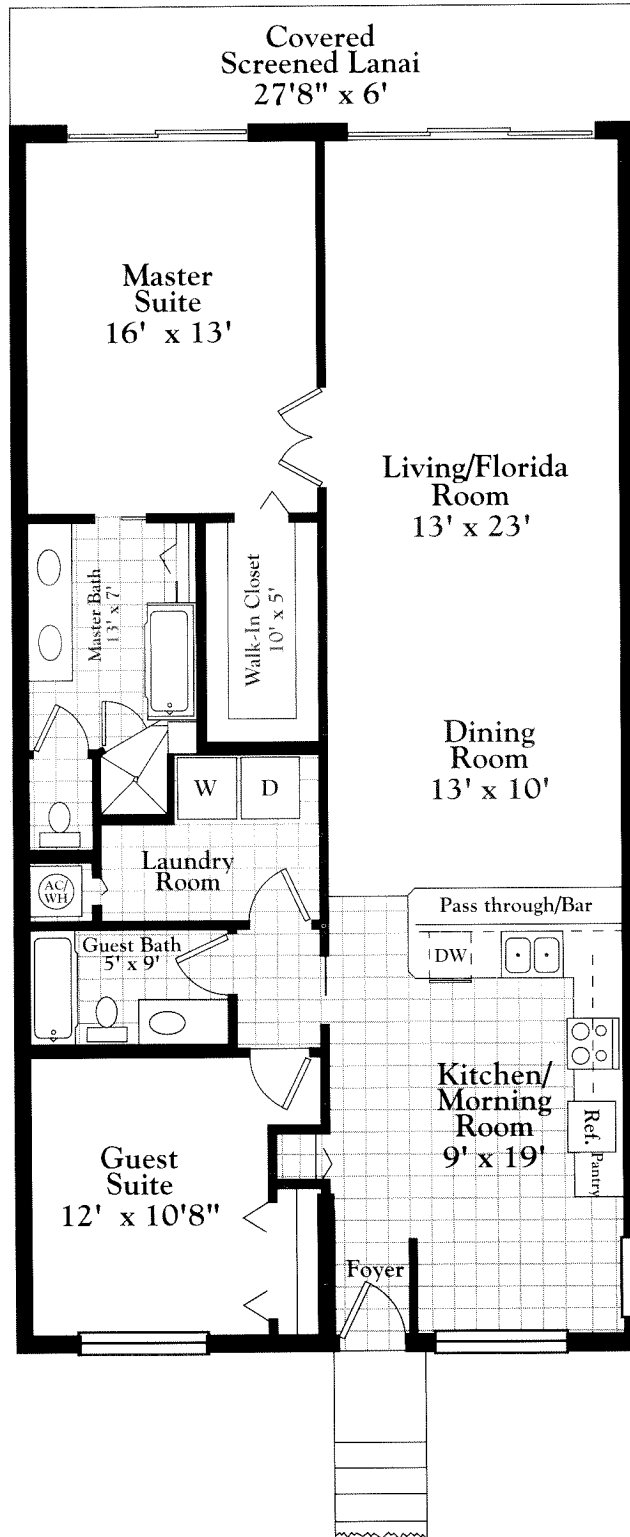 Covered
Screened Lanai
27'8" x 6'
Master
Suite
16' x 13'
Living/Florida
Room
13' x 23'
Master Bath
13' x 7'
Walk-In Closet
10' x 5'
Dining
Room
13' x 10'
W
D
Laundry
Room
AC/
WH
Pass through/Bar
DW
Guest Bath
5' x 9'
Kitchen/
Morning
Room
9' x 19'
Ref.
Pantry
Guest
Suite
12' x 10'8"
Foyer